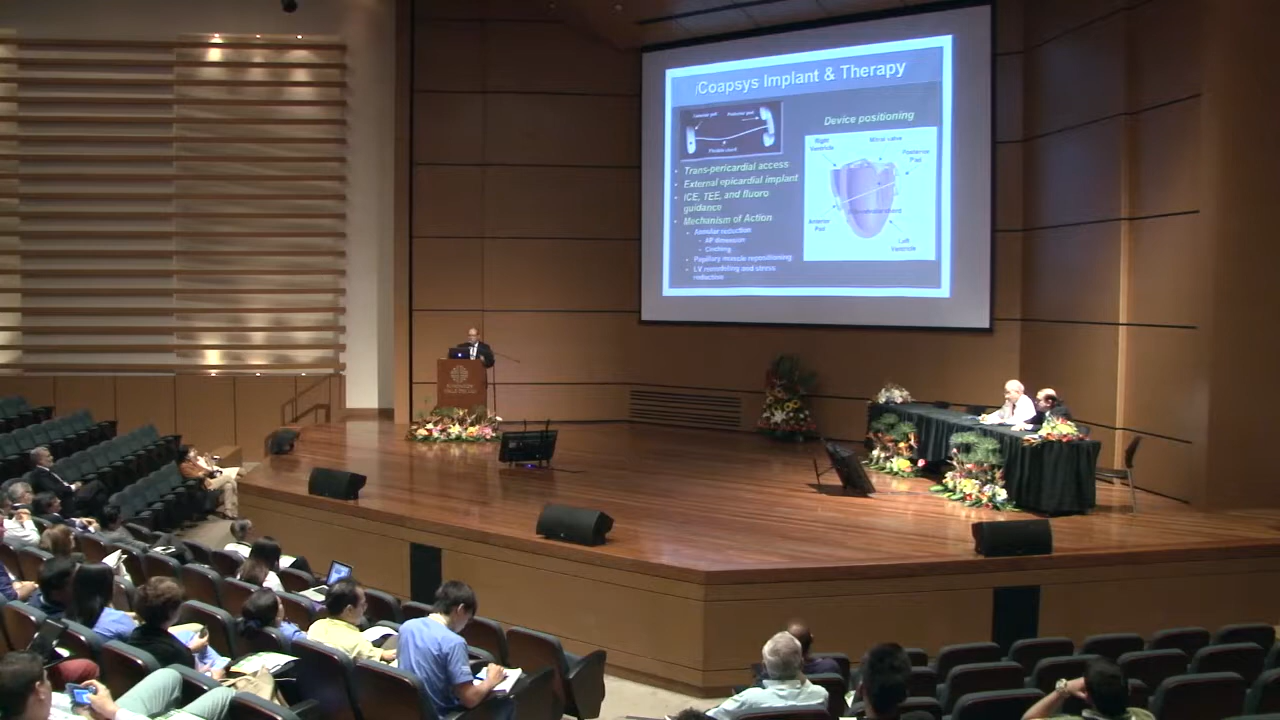 iCoapsys Implant & Therapy
Device positioning
Right
Ventricle
Mitral valve
Posterior
Pad
Anterior
Pad
Left
Ventricle
• Trans-pericardial access
• External epicardial implant
• ICE, TEE, and fluoro
guidance
• Mechanism of Action
• Annular reduction
• AP dimension
• Cinching
• Papillary muscle repositioning
• LV remodeling and stress
reduction